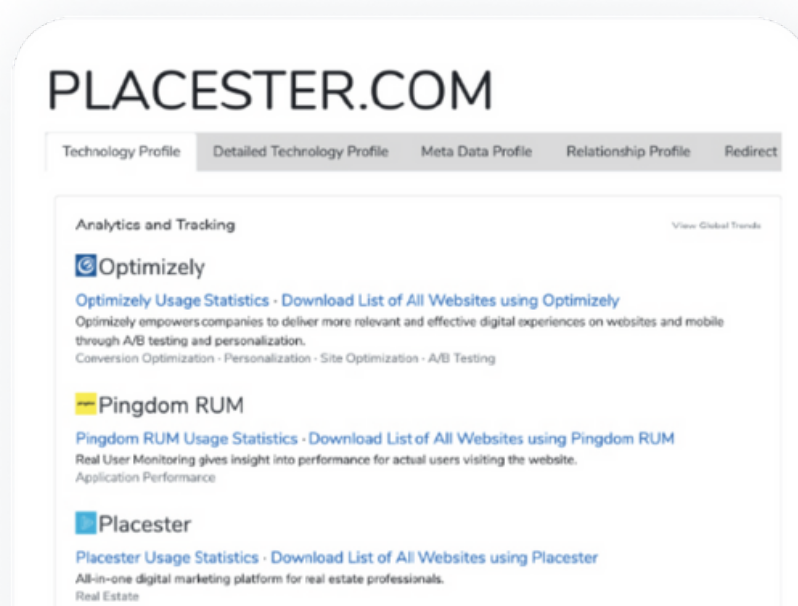 PLACESTER.COM
Technology Profile Detailed Technology Profile Meta Data Profile Relationship Profile Redirect
Analytics and Tracking View Global Trends
Optimizely
Optimizely Usage Statistics · Download List of All Websites using Optimizely
Optimizely empowers companies to deliver more relevant and effective digital experiences on websites and mobile
through A/B testing and personalization.
Conversion Optimization · Personalization · Site Optimization · A/B Testing
Pingdom RUM
Pingdom RUM Usage Statistics · Download List of All Websites using Pingdom RUM
Real User Monitoring gives insight into performance for actual users visiting the website.
Application Performance
Placester
Placester Usage Statistics · Download List of All Websites using Placester
All-in-one digital marketing platform for real estate professionals.
Real Estate